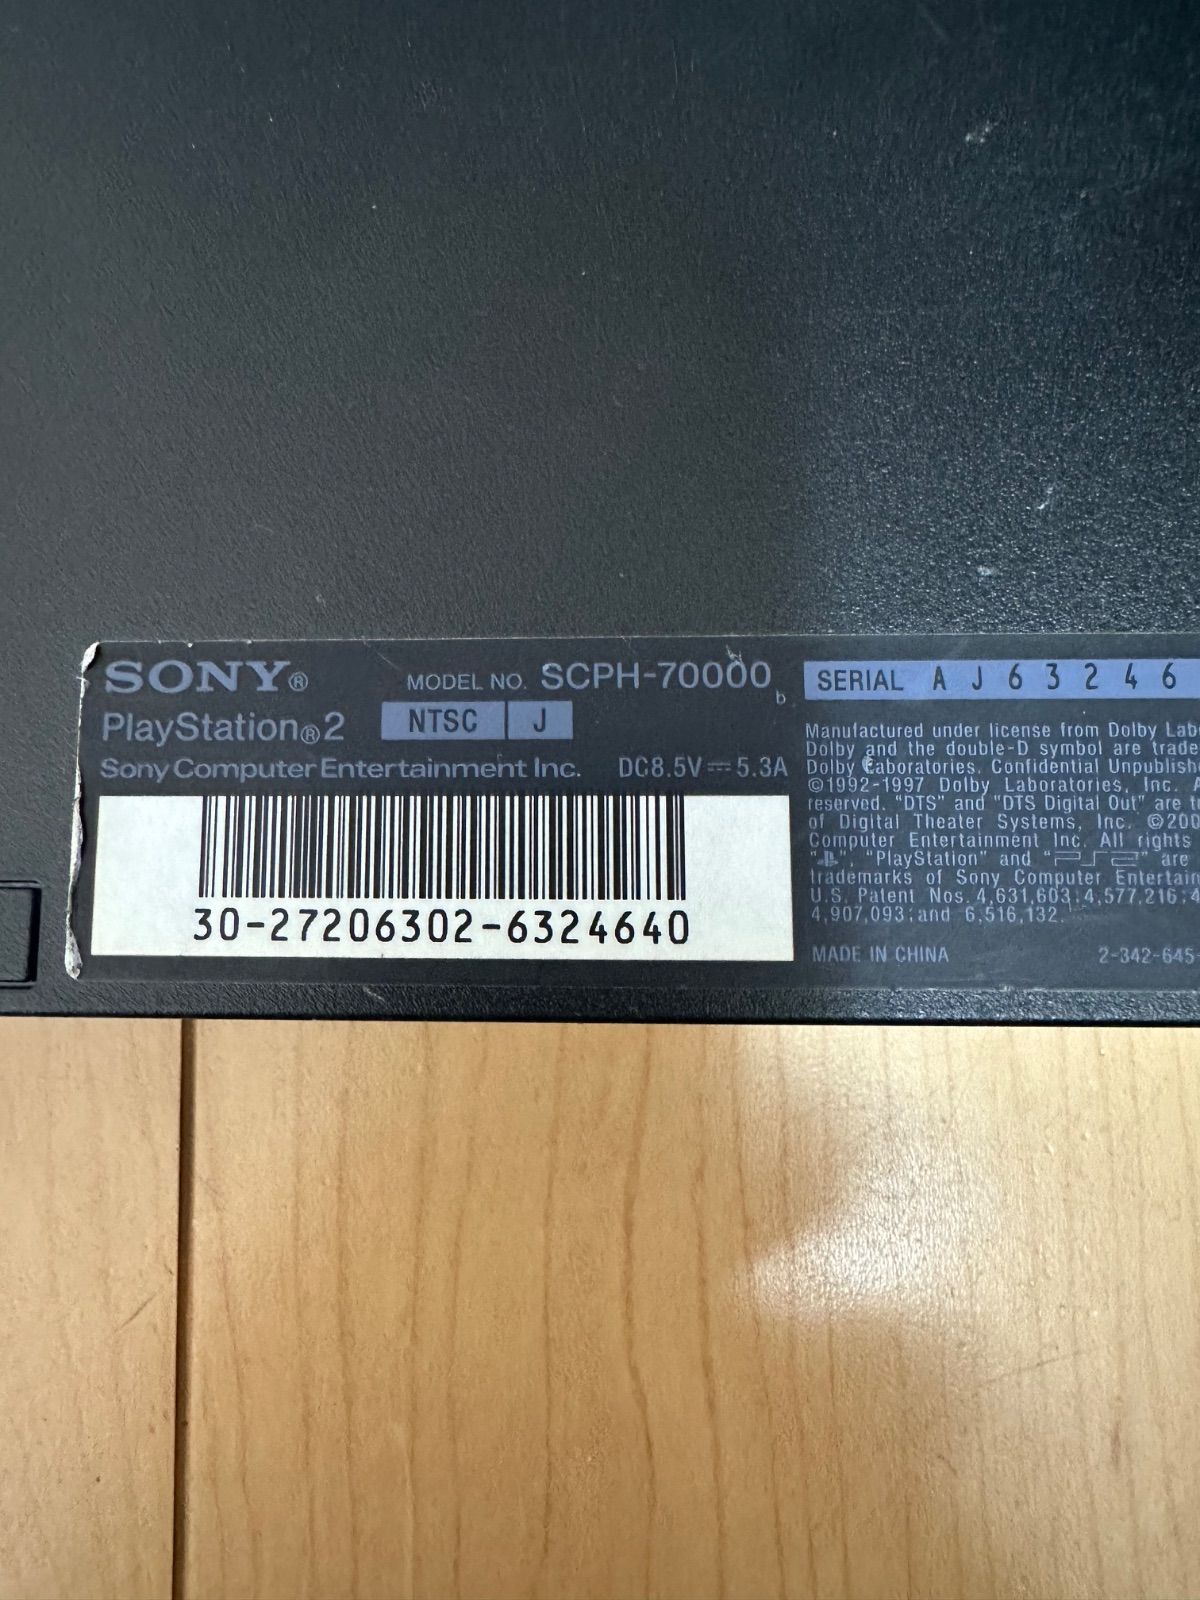 SONY® MODEL NO. SCPH-70000 b
PlayStation®2 NTSC J
Sony Computer Entertainment Inc. DC8.5V⎓5.3A
30-27206302-6324640
SERIAL A J 6 3 2 4 6
Manufactured under license from Dolby
Dolby and the double-D symbol are
Dolby Laboratories. Confidential
©1992-1997 Dolby Laboratories, Inc.
reserved. "DTS" and "DTS Digital Out" are
of Digital Theater Systems, Inc.
Computer Entertainment Inc. All rights
"PlayStation" and "PS2" are
trademarks of Sony Computer
U.S. Patent Nos. 4,631,603;4,577,216;
4,907,093;and 6,516,132.
MADE IN CHINA 2-342-645-